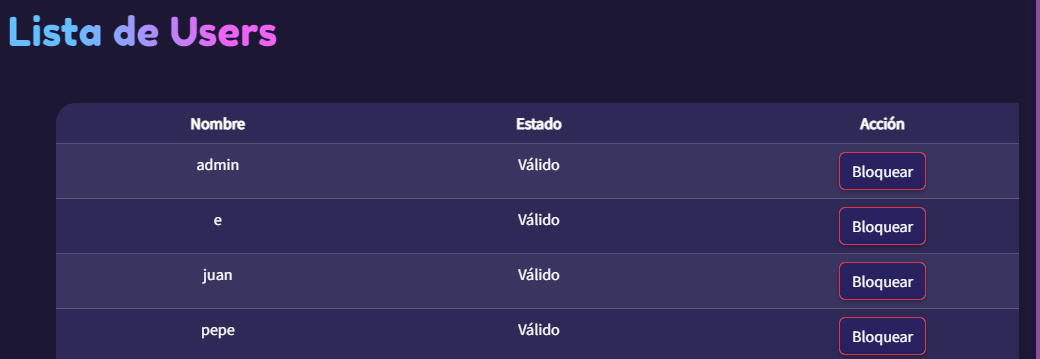 Lista de Users
Nombre Estado Acción
admin Válido Bloquear
e Válido Bloquear
juan Válido Bloquear
pepe Válido Bloquear